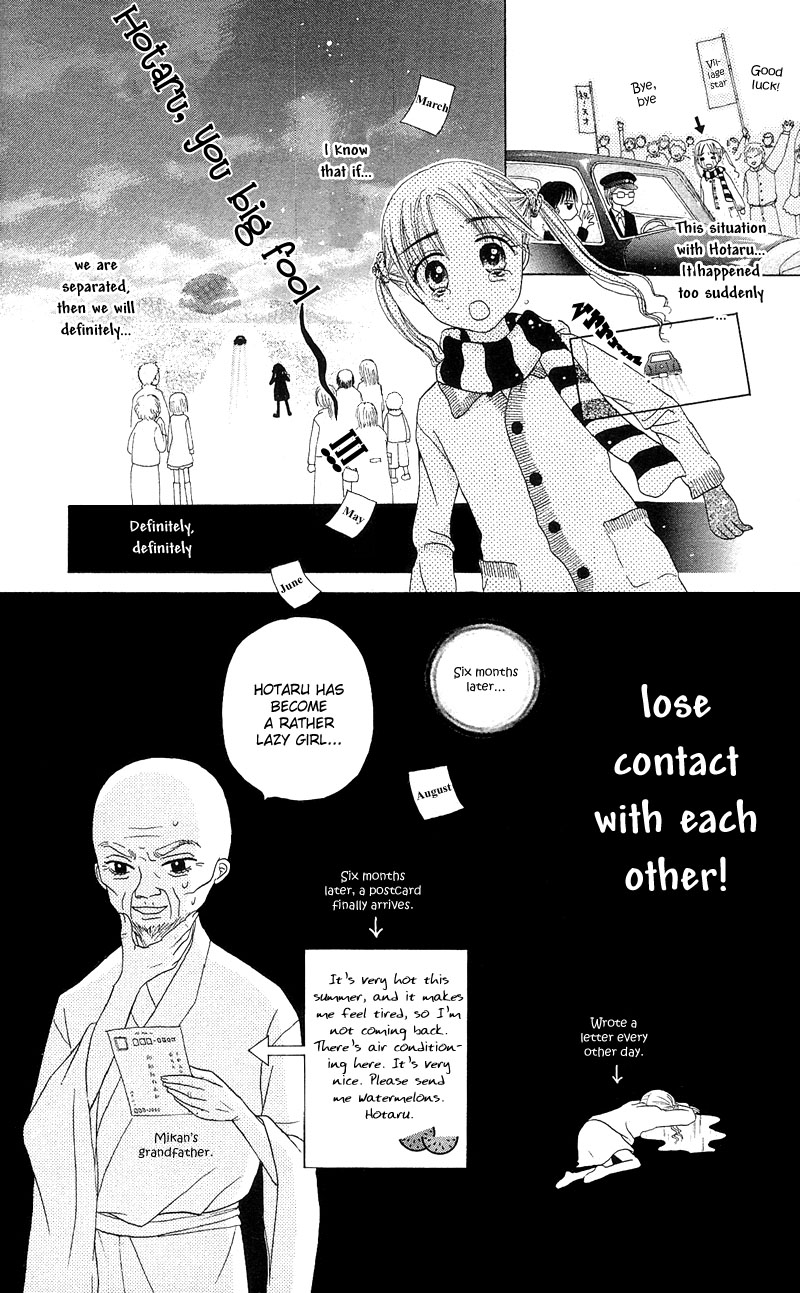 Bye,
bye
Vil-
lage
star
Good
luck!
This situation
with Hotaru...
It happened
too suddenly
...
Hotaru, you big fool
!!!
March
I know
that if...
we are
separated,
then we will
definitely...
May
Definitely,
definitely
June
lose
contact
with each
other!
Six months
later...
HOTARU HAS
BECOME
A RATHER
LAZY GIRL...
August
Six months
later, a postcard
finally arrives.
It's very hot this
summer, and it makes
me feel tired, so I'm
not coming back.
There's air condition-
ing here. It's very
nice. Please send
me watermelons.
Hotaru.
Wrote a
letter every
other day.
Mikan's
grandfather.